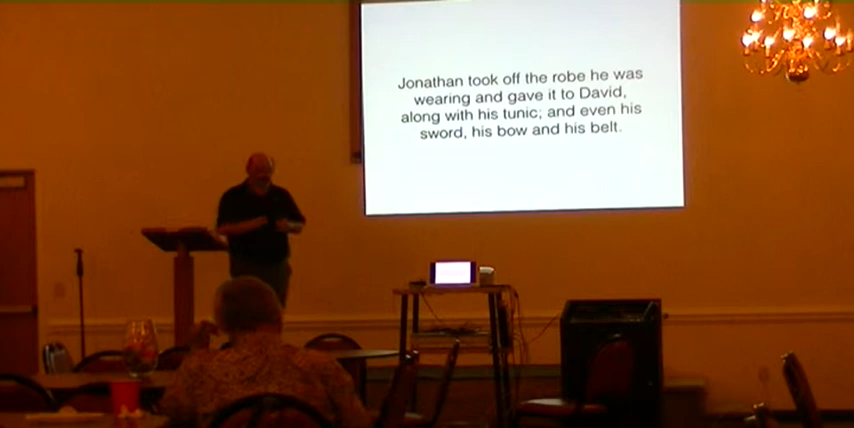 Jonathan took off the robe he was
wearing and gave it to David,
along with his tunic; and even his
sword, his bow and his belt.